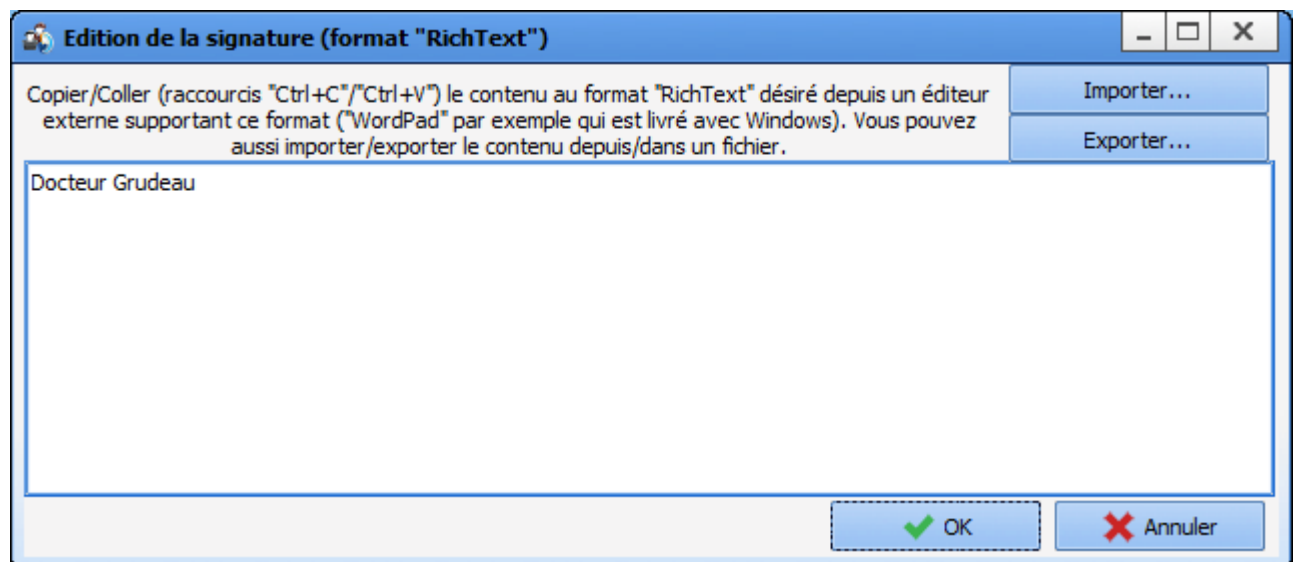 Edition de la signature (format "RichText")
Copier/Coller (raccourcis "Ctrl+C"/"Ctrl+V") le contenu au format "RichText" désiré depuis un éditeur
externe supportant ce format ("WordPad" par exemple qui est livré avec Windows). Vous pouvez
aussi importer/exporter le contenu depuis/dans un fichier.
Importer...
Exporter...
Docteur Grudeau
OK
Annuler